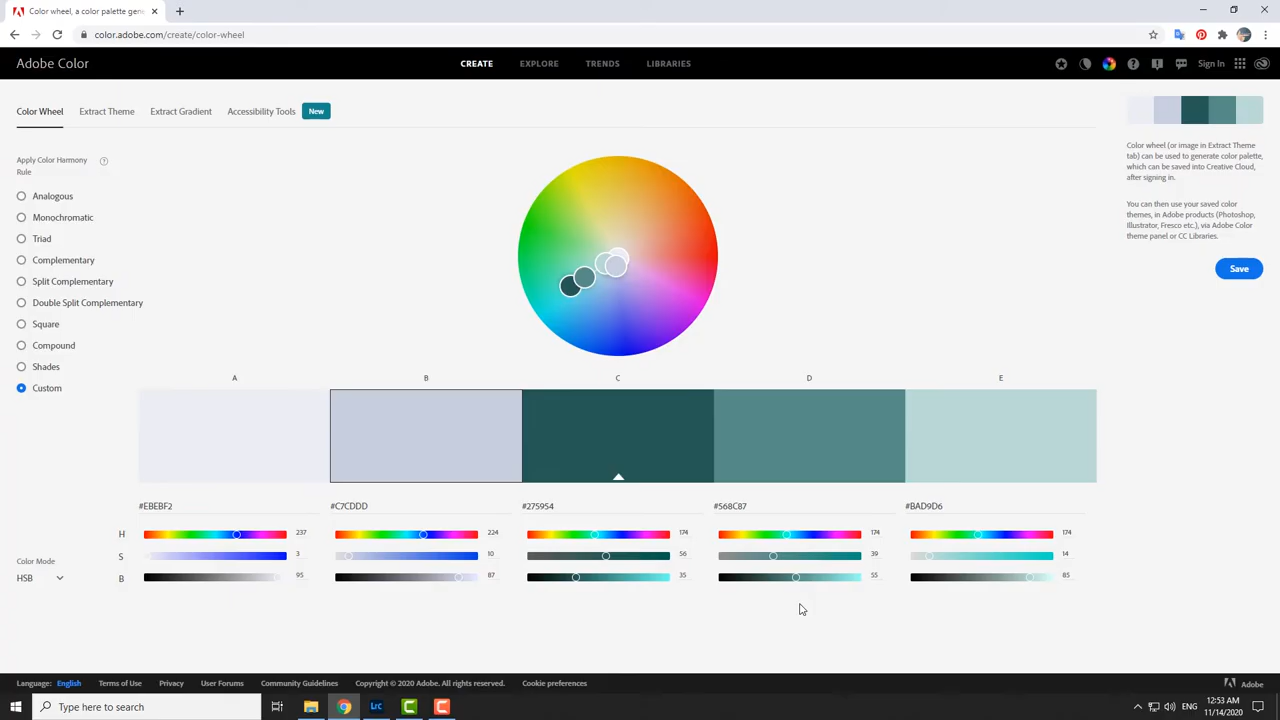 Color wheel, a color palette gene
color.adobe.com/create/color-wheel
Adobe Color
CREATE
EXPLORE
TRENDS
LIBRARIES
Sign In
Color Wheel
Extract Theme
Extract Gradient
Accessibility Tools
New
Apply Color Harmony
Rule
Analogous
Monochromatic
Triad
Complementary
Split Complementary
Double Split Complementary
Square
Compound
Shades
Custom
Color wheel (or image in Extract Theme
tab) can be used to generate color palette,
which can be saved into Creative Cloud,
after signing in.
You can then use your saved color
themes, in Adobe products (Photoshop,
Illustrator, Fresco etc.), via Adobe Color
theme panel or CC Libraries.
Save
A B C D E
#EBEBF2 #C7CDDD #275954 #568C87 #BAD9D6
H 237 224 174 174 174
S 3 10 56 39 14
B 95 87 35 55 85
Color Mode
HSB
Language: English Terms of Use Privacy User Forums Community Guidelines Copyright © 2020 Adobe. All rights reserved. Cookie preferences Adobe
Type here to search
Lrc
ENG
12:53 AM
11/14/2020